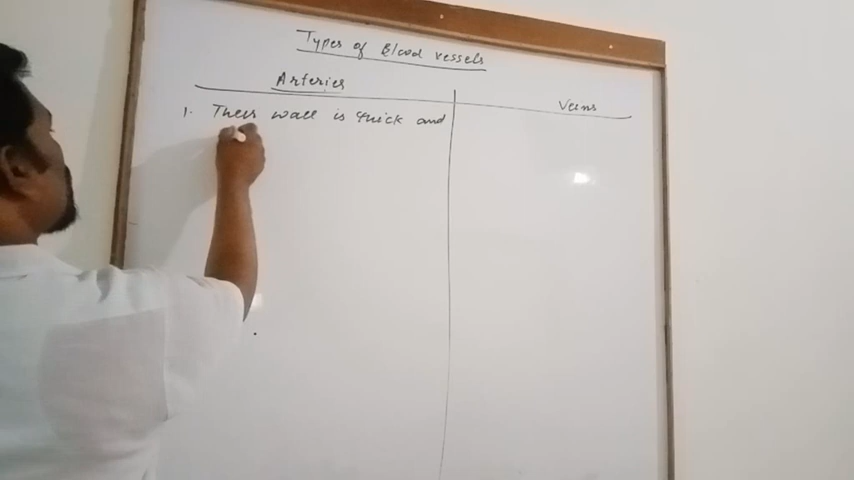 Types of Blood vessels
Arteries
Veins
1. Their wall is thick and